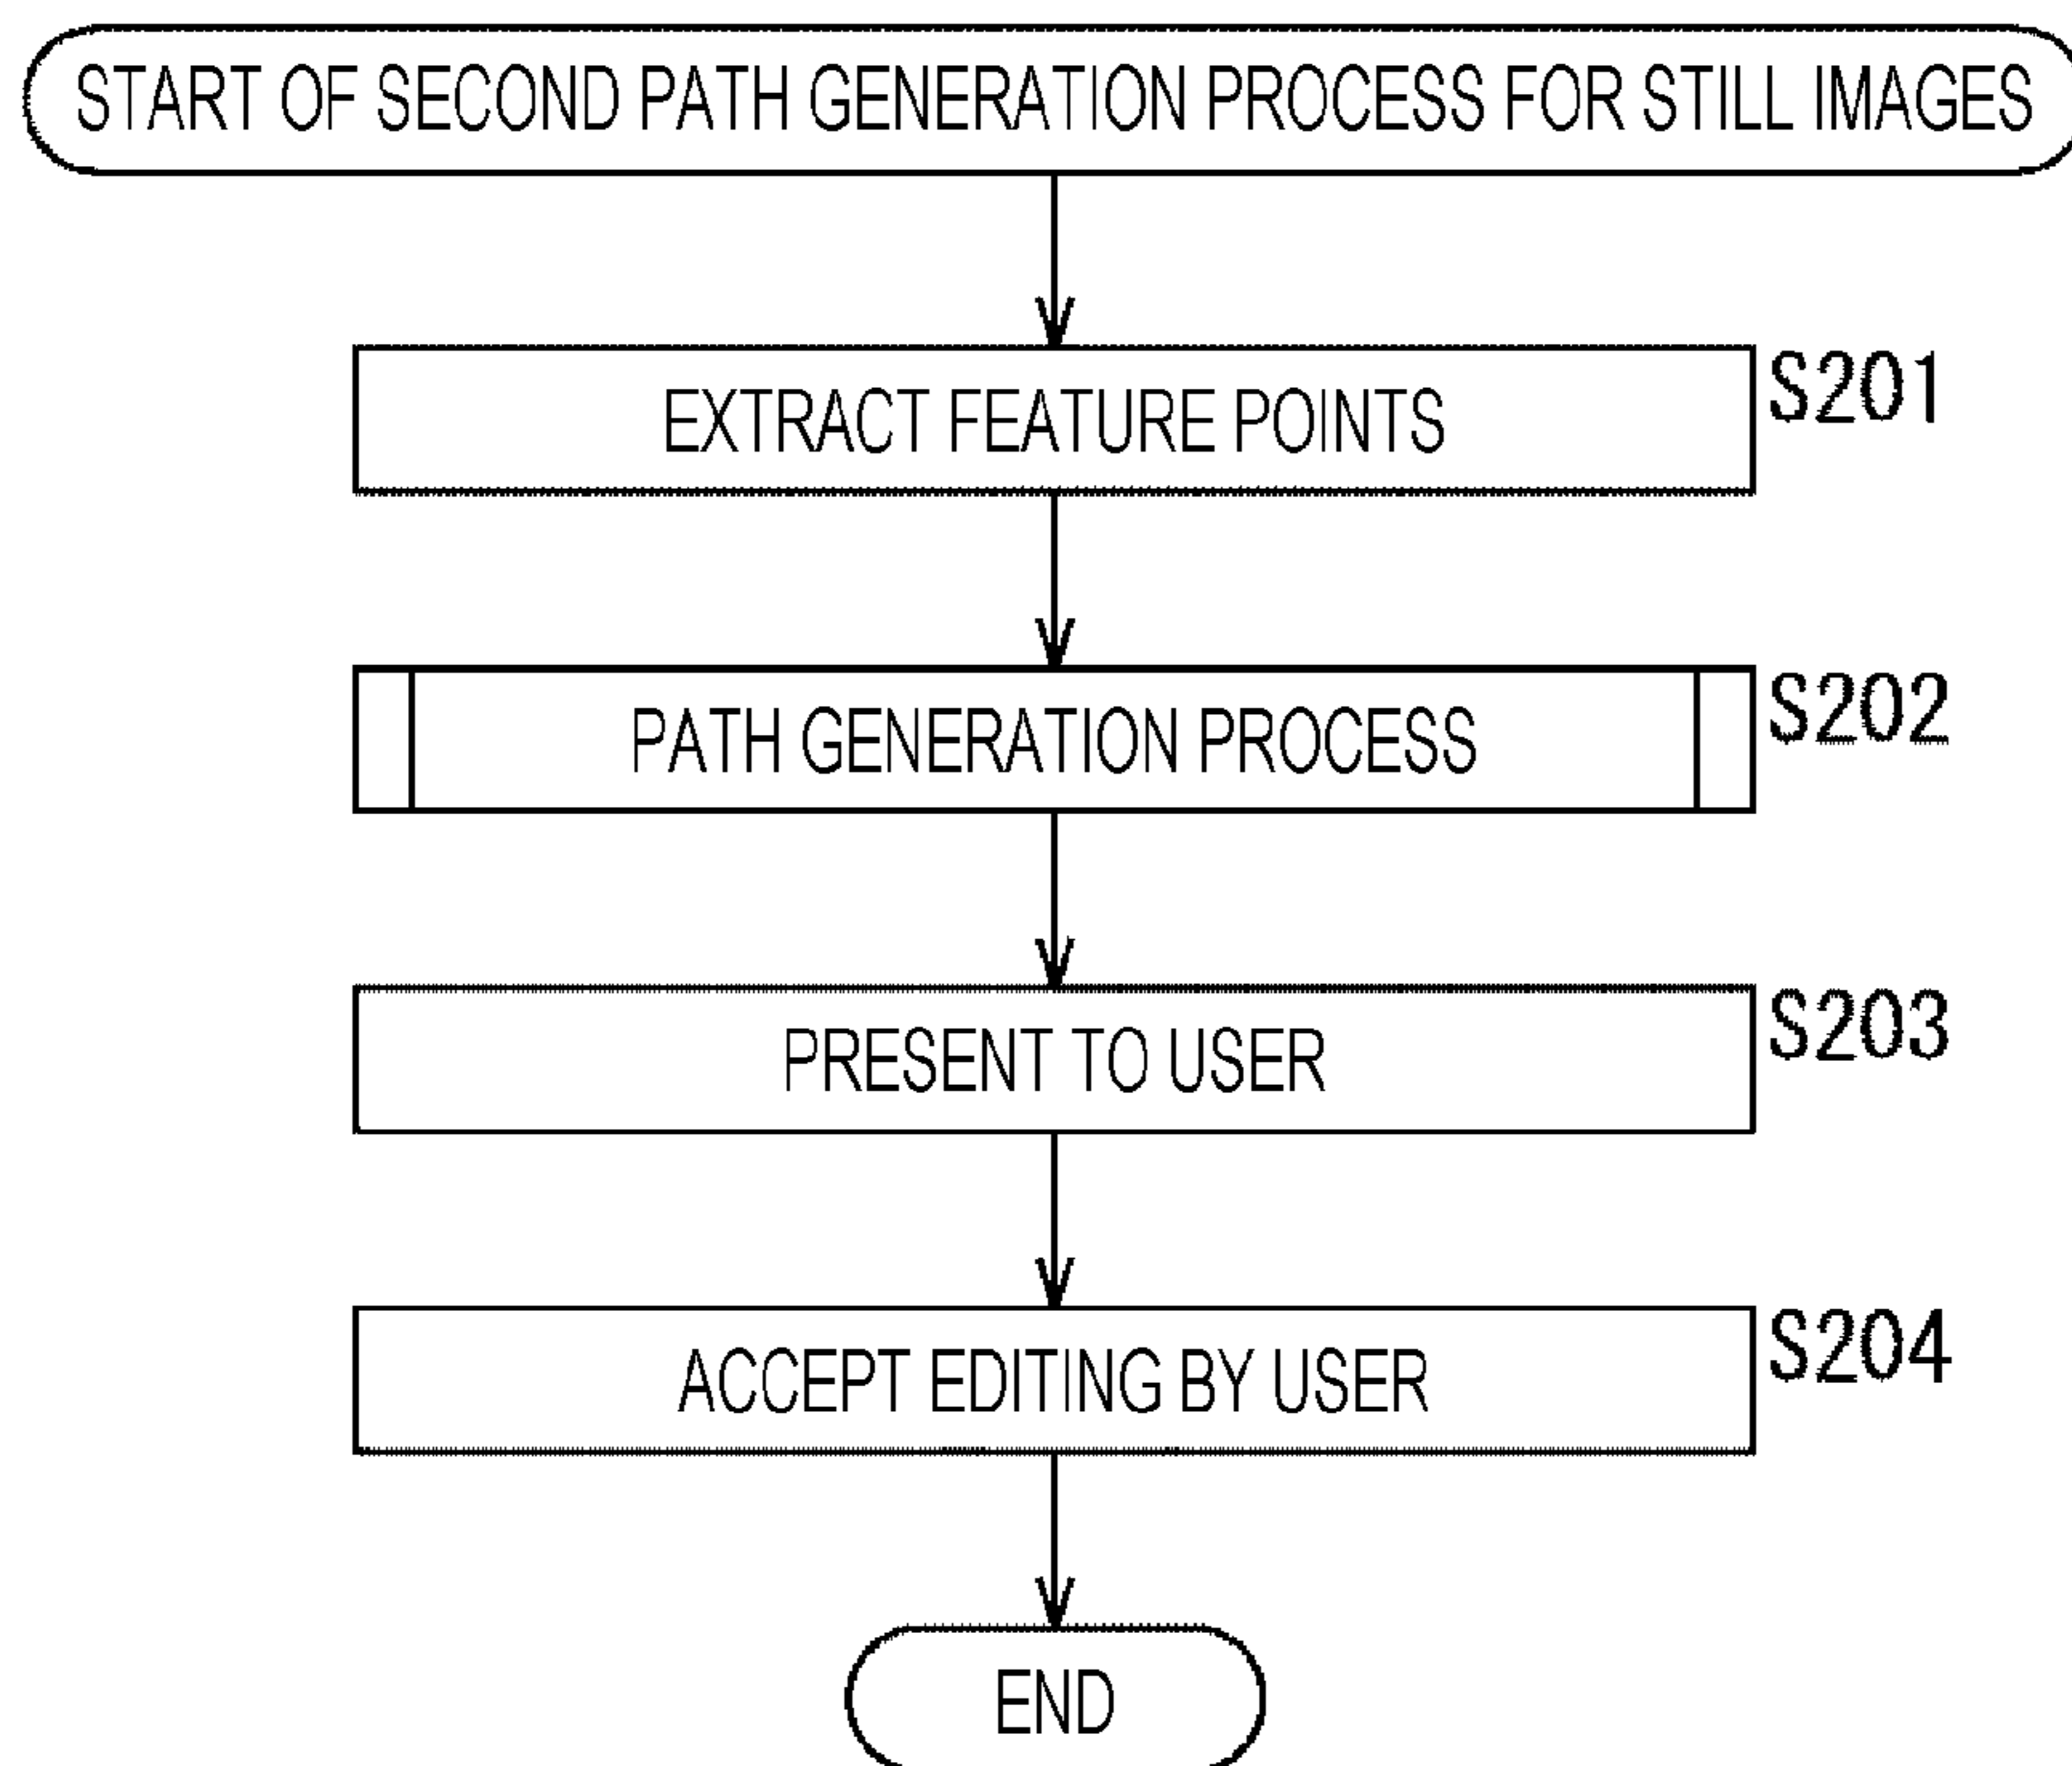 START OF SECOND PATH GENERATION PROCESS FOR STILL IMAGES
EXTRACT FEATURE POINTS
S201
PATH GENERATION PROCESS
S202
PRESENT TO USER
S203
ACCEPT EDITING BY USER
S204
END